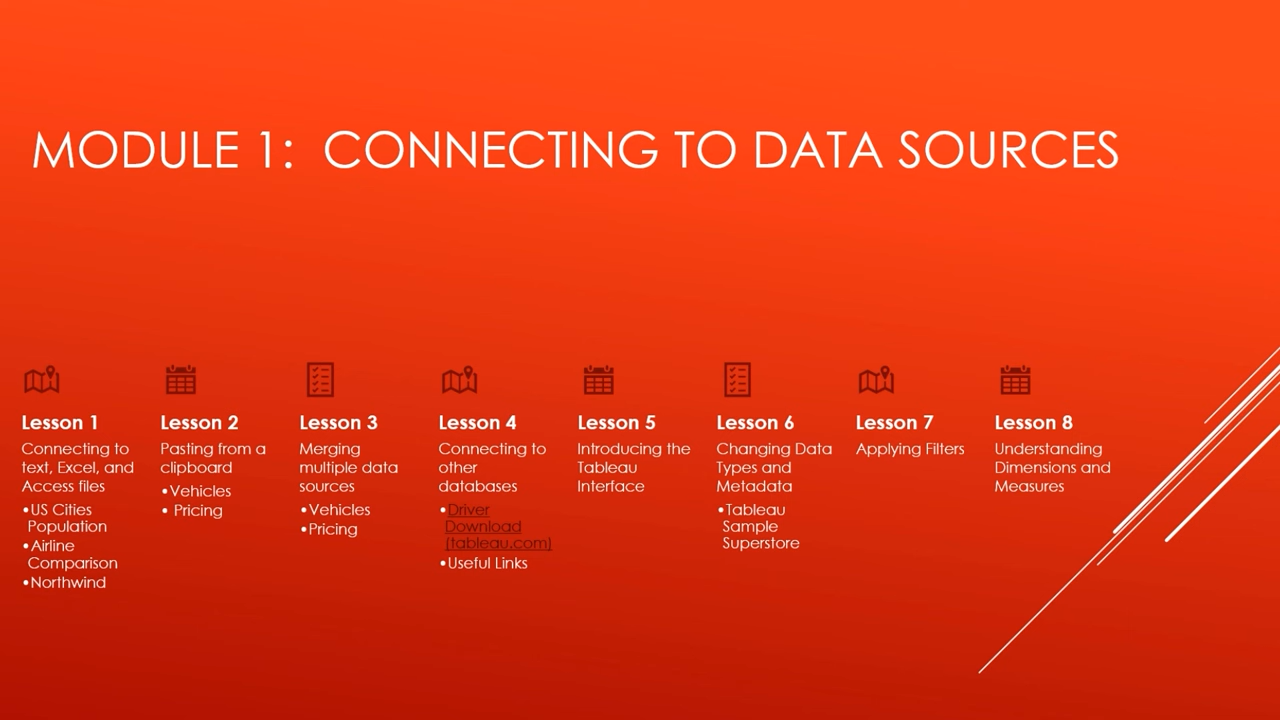 MODULE 1: CONNECTING TO DATA SOURCES
Lesson 1
Connecting to
text, Excel, and
Access files
•US Cities
Population
•Airline
Comparison
•Northwind
Lesson 2
Pasting from a
clipboard
•Vehicles
• Pricing
Lesson 3
Merging
multiple data
sources
•Vehicles
•Pricing
Lesson 4
Connecting to
other
databases
•Driver
Download
(tableau.com)
•Useful Links
Lesson 5
Introducing the
Tableau
Interface
Lesson 6
Changing Data
Types and
Metadata
•Tableau
Sample
Superstore
Lesson 7
Applying Filters
Lesson 8
Understanding
Dimensions and
Measures